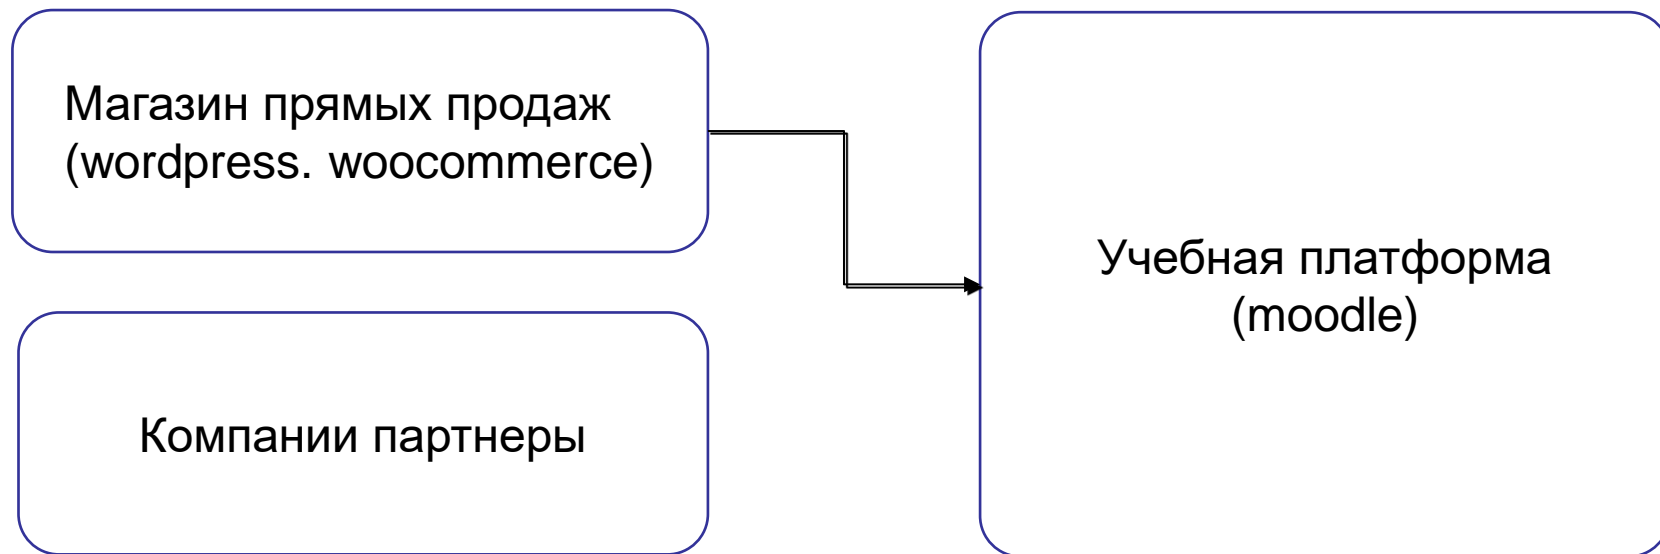 Магазин прямых продаж
(wordpress. woocommerce)
Учебная платформа
(moodle)
Компании партнеры